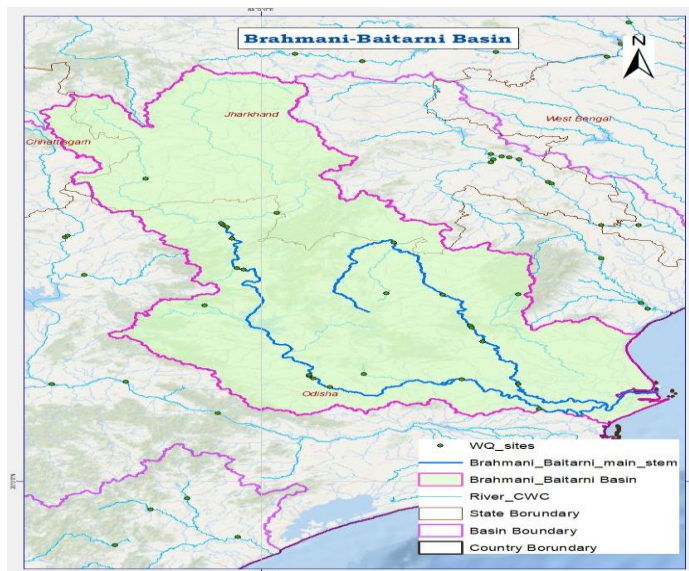 Brahmani-Baitarni Basin
N
Jharkhand
West Bengal
Chhattisgarh
Odisha
WQ_sites
Brahmani_Baitarni_main_stem
Brahmani_Baitarni Basin
River_CWC
State Borundary
Basin Boundary
Country Borundary